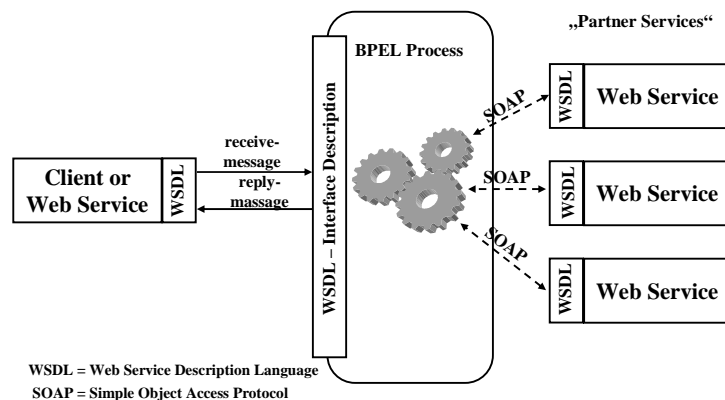 „Partner Services“
BPEL Process
WSDL
Web Service
SOAP
WSDL – Interface Description
receive-
message
Client or
Web Service
WSDL
reply-
massage
SOAP
WSDL
Web Service
SOAP
WSDL
Web Service
WSDL = Web Service Description Language
SOAP = Simple Object Access Protocol